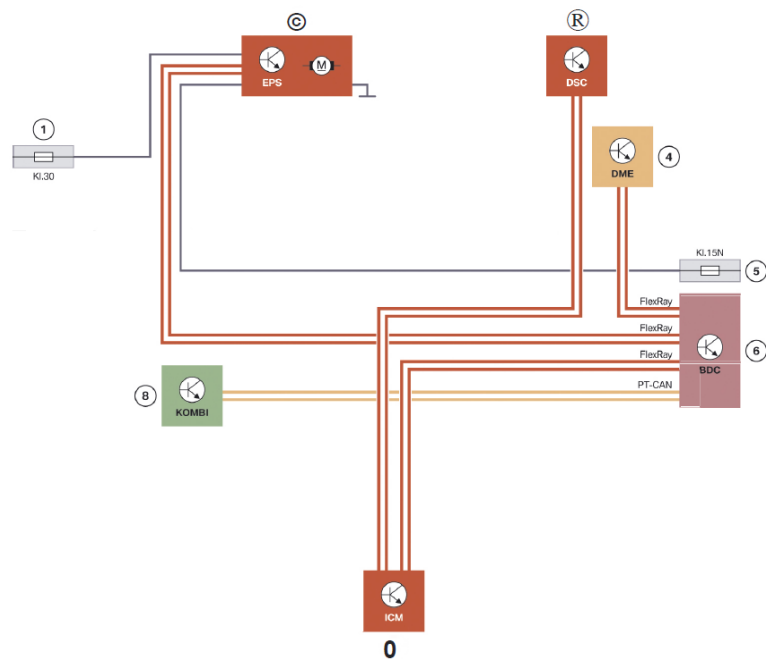 ©
®
EPS
M
DSC
1
Kl.30
DME
4
Kl.15N
5
FlexRay
FlexRay
FlexRay
BDC
6
PT-CAN
8
KOMBI
ICM
0